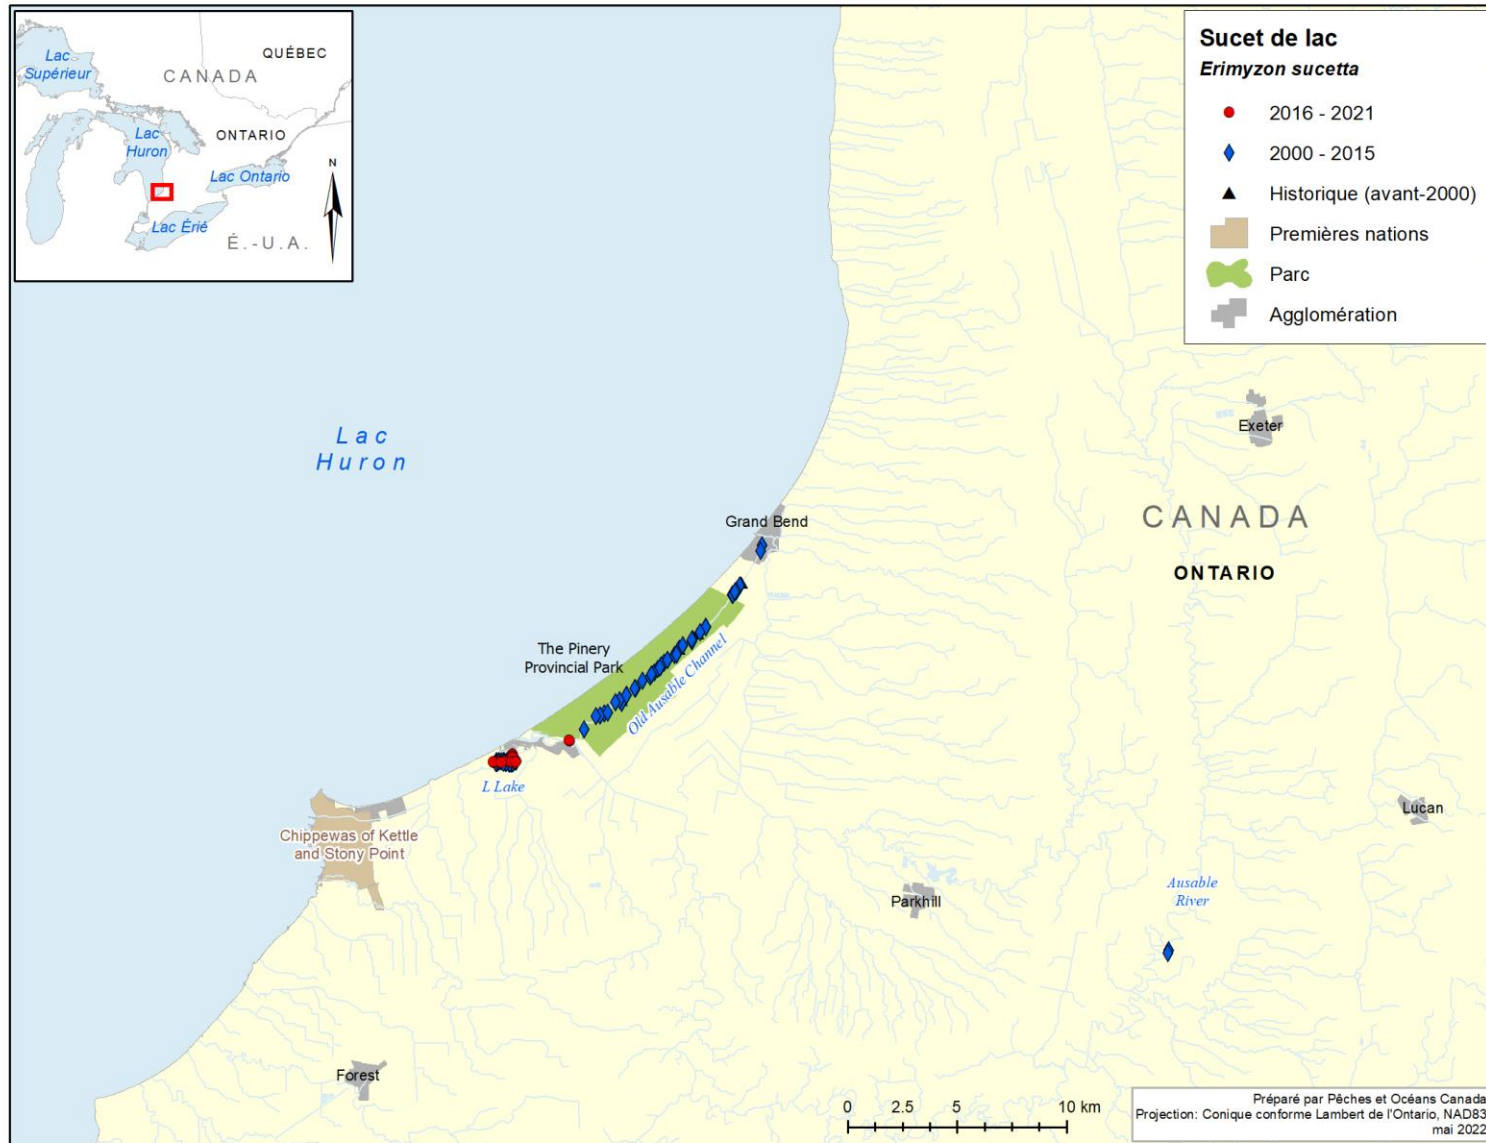 Lac
Supérieur
QUÉBEC
CANADA
Lac
Huron
ONTARIO
Lac Ontario
Lac Érié
É.-U.A.
N
Sucet de lac
Erimyzon sucetta
2016 - 2021
2000 - 2015
Historique (avant-2000)
Premières nations
Parc
Agglomération
Lac
Huron
Exeter
CANADA
ONTARIO
Grand Bend
The Pinery
Provincial Park
Old Ausable Channel
L Lake
Chippewas of Kettle
and Stony Point
Lucan
Parkhill
Ausable
River
Forest
0 2.5 5 10 km
Préparé par Pêches et Océans Canada
Projection: Conique conforme Lambert de l'Ontario, NAD83
mai 2022